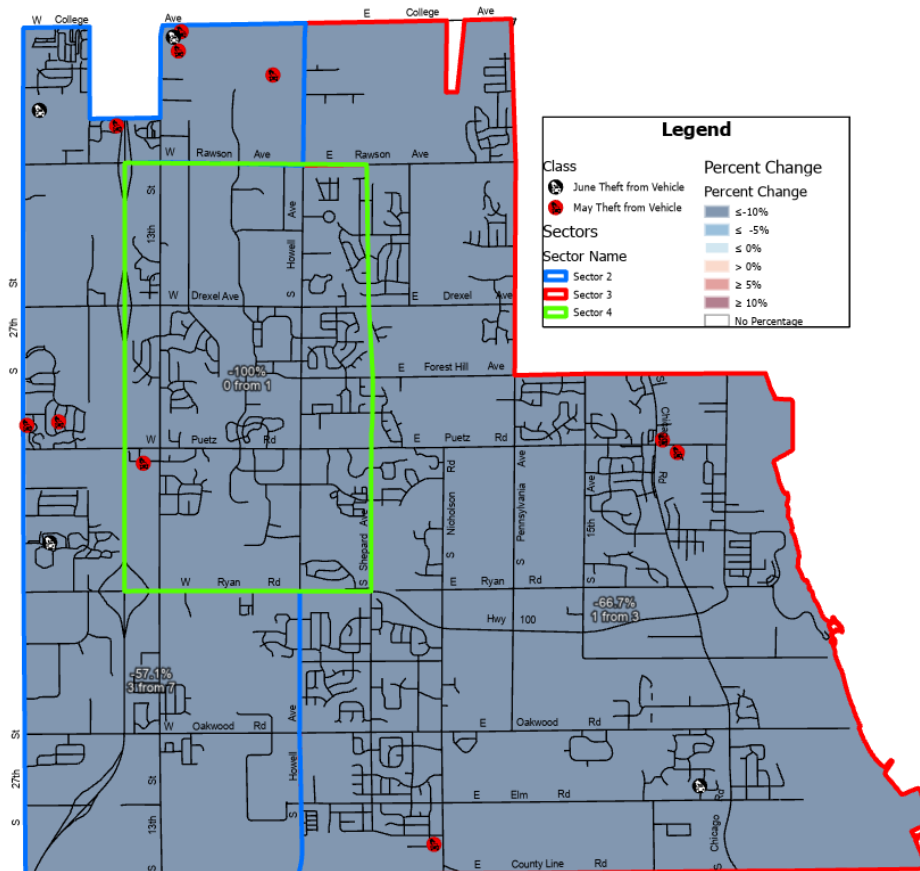 W College Ave
E College Ave
Legend
Class
June Theft from Vehicle
May Theft from Vehicle
Sectors
Sector Name
Sector 2
Sector 3
Sector 4
Percent Change
Percent Change
≤-10%
≤ -5%
≤ 0%
> 0%
≥ 5%
≥ 10%
No Percentage
W Rawson Ave
E Rawson Ave
13th St
S Howell Ave
S 27th St
W Drexel Ave
E Drexel Ave
E Forest Hill Ave
-100%
0 from 1
W Puetz Rd
E Puetz Rd
S Chicago Rd
S Shepard Ave
S Nicholson Rd
S Pennsylvania Ave
S 15th Ave
W Ryan Rd
E Ryan Rd
Hwy 100
-66.7%
1 from 3
-57.1%
3 from 7
W Oakwood Rd
E Oakwood Rd
S 27th St
S 13th St
S Howell Ave
E Elm Rd
S Chicago Rd
E County Line Rd